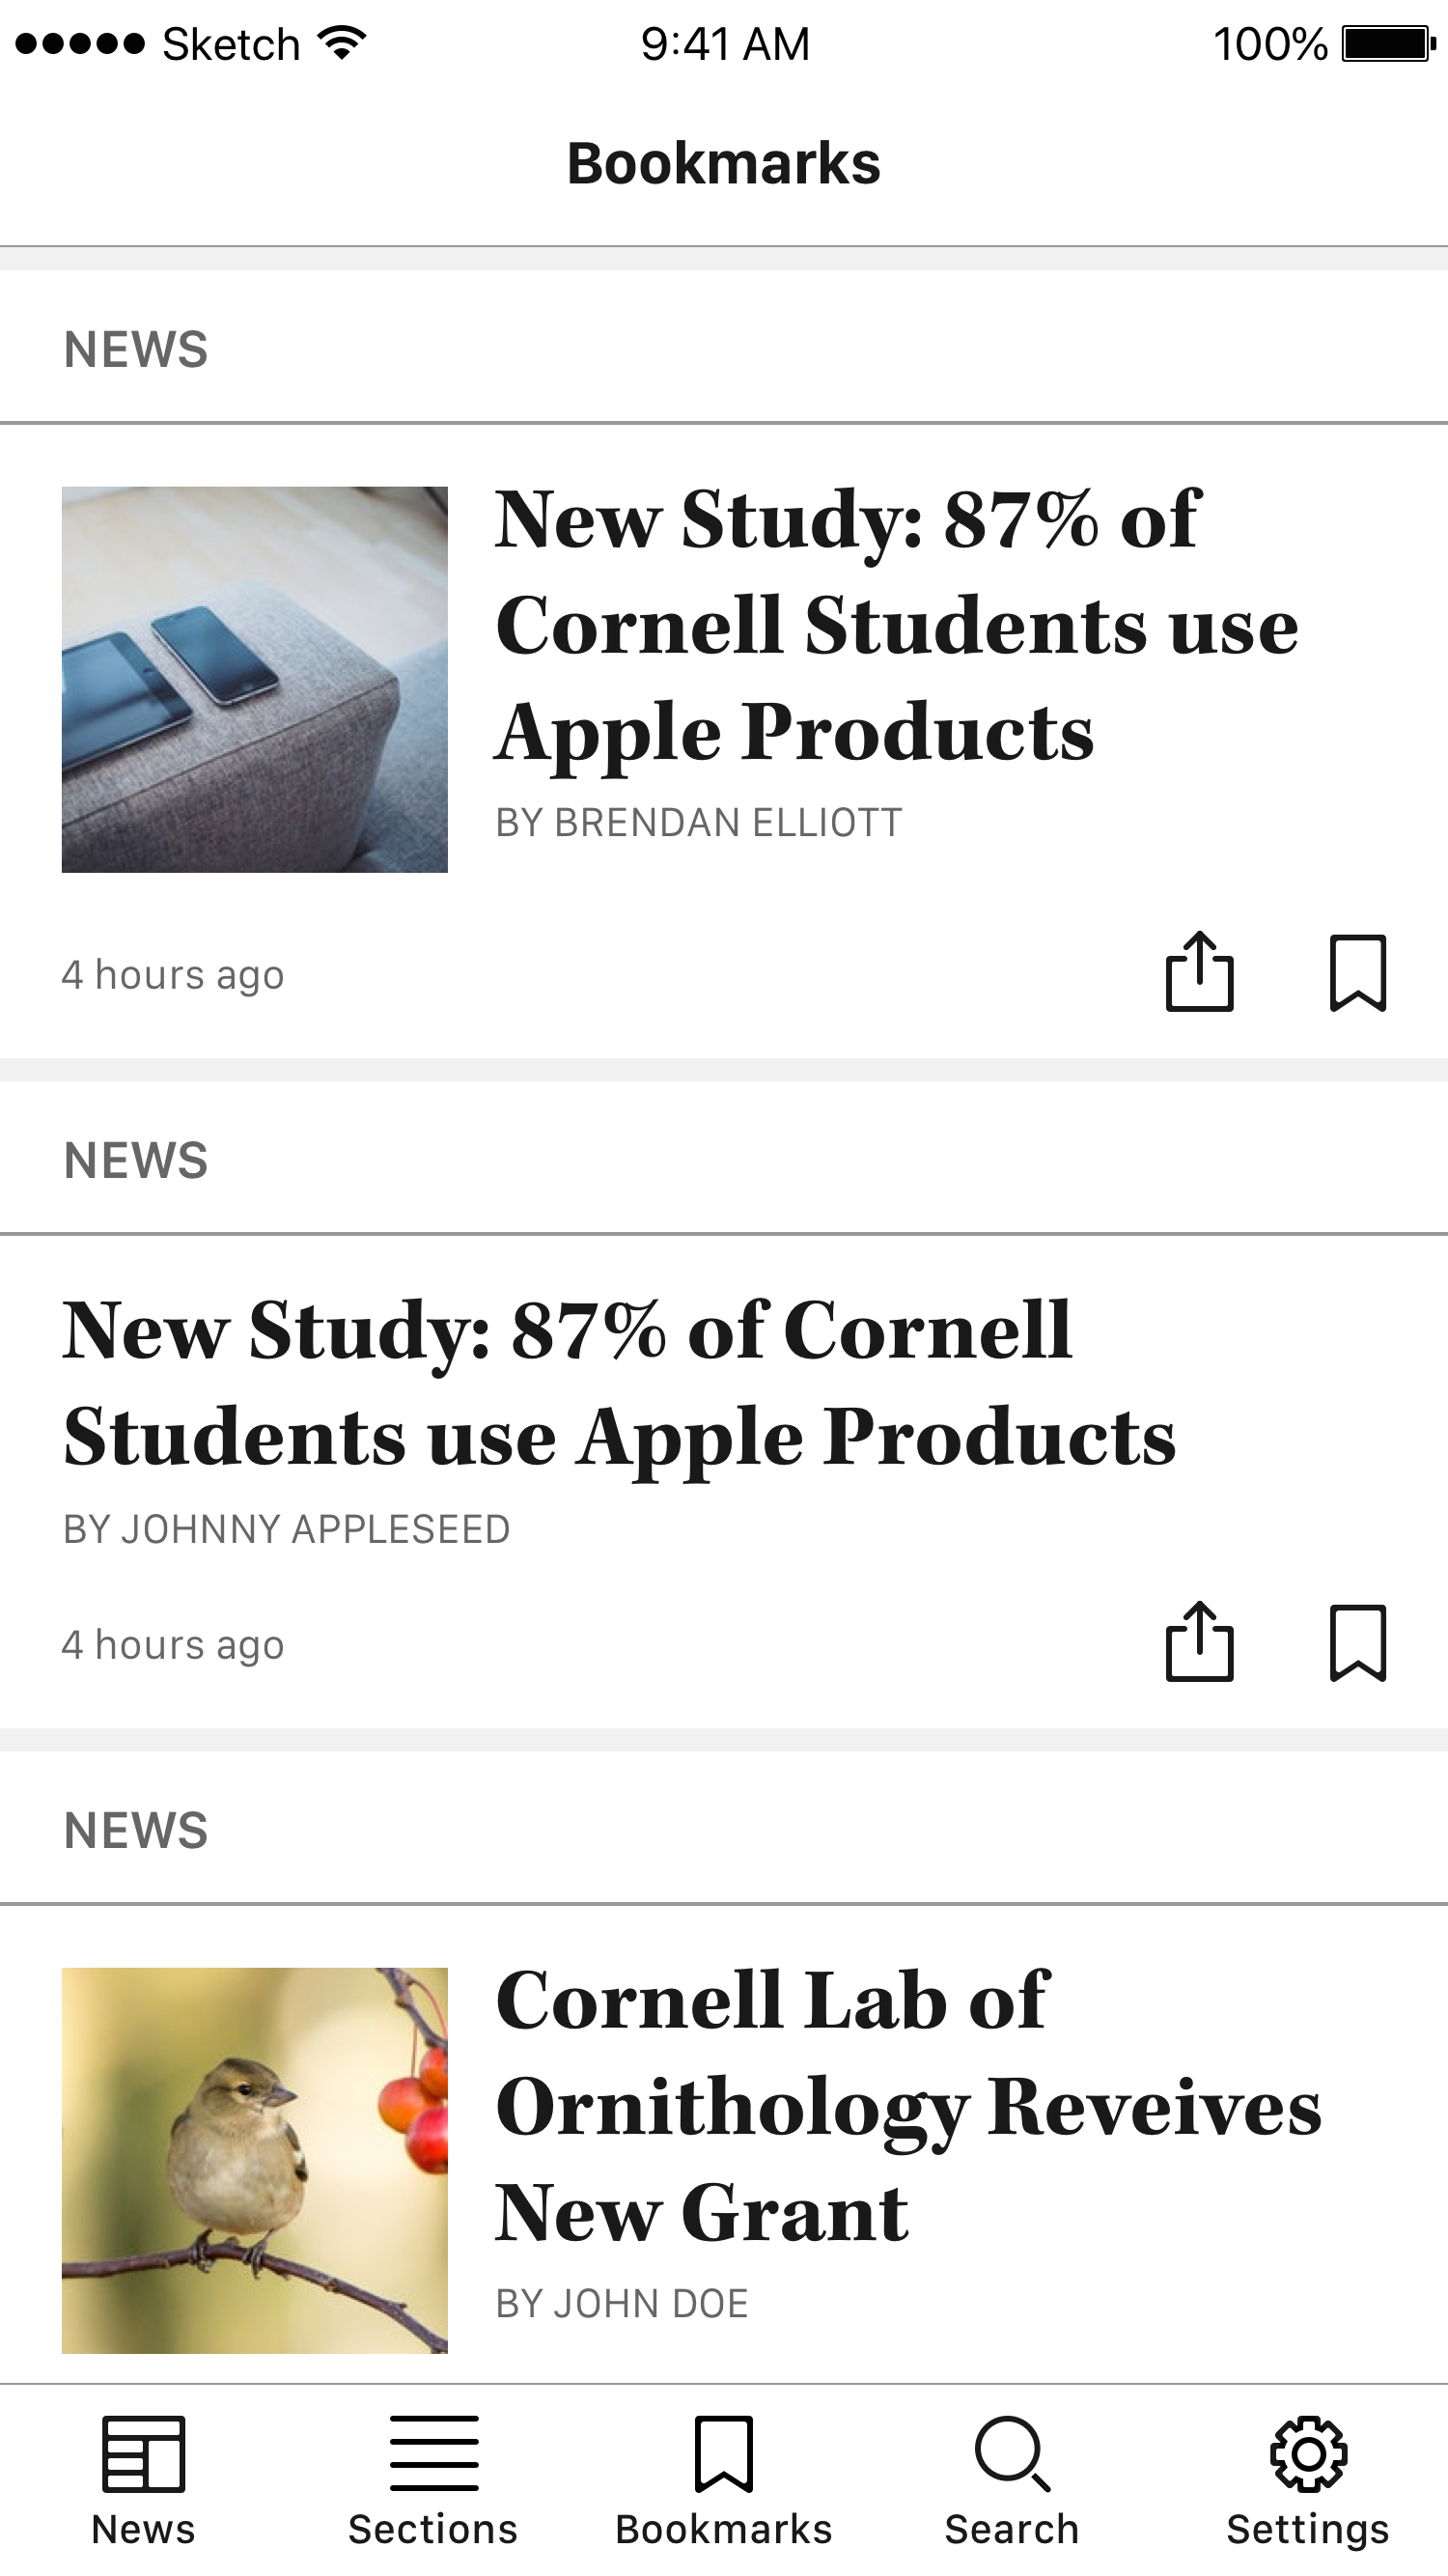 Sketch 9:41 AM 100%
Bookmarks
NEWS
New Study: 87% of
Cornell Students use
Apple Products
BY BRENDAN ELLIOTT
4 hours ago
NEWS
New Study: 87% of Cornell
Students use Apple Products
BY JOHNNY APPLESEED
4 hours ago
NEWS
Cornell Lab of
Ornithology Reveives
New Grant
BY JOHN DOE
News Sections Bookmarks Search Settings